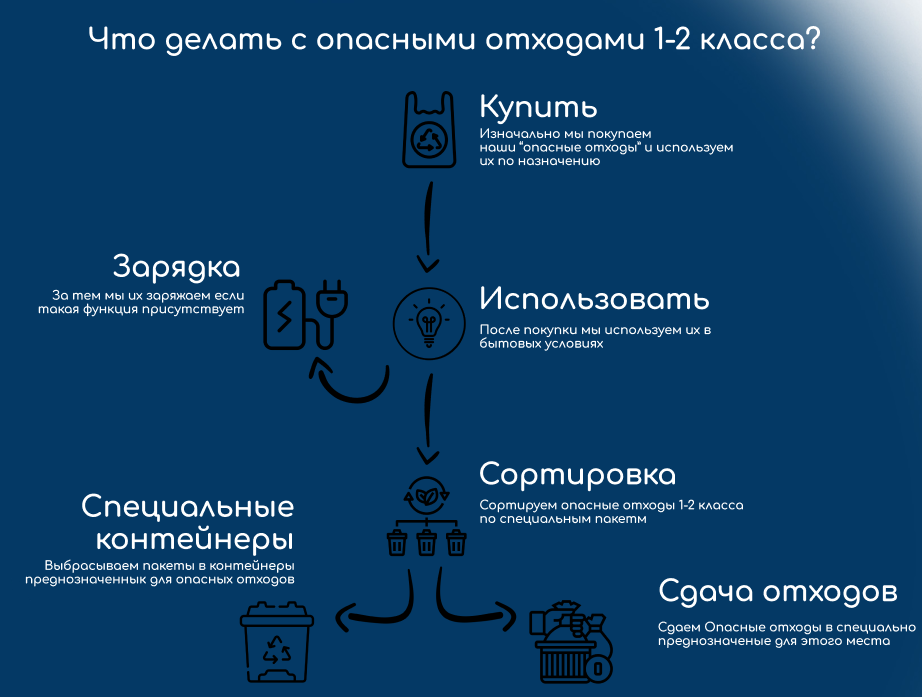 Что делать с опасными отходами 1-2 класса?
Купить
Изначально мы покупаем
наши “опасные отходы” и используем
их по назначению
Зарядка
За тем мы их заряжаем если
такая функция присутствует
Использовать
После покупки мы используем их в
бытовых условиях
Сортировка
Сортируем опасные отходы 1-2 класса
по специальным пакетм
Специальные
контейнеры
Выбрасываем пакеты в контейнеры
преднозначеннык для опасных отходов
Сдача отходов
Сдаем Опасные отходы в специально
преднозначеные для этого места